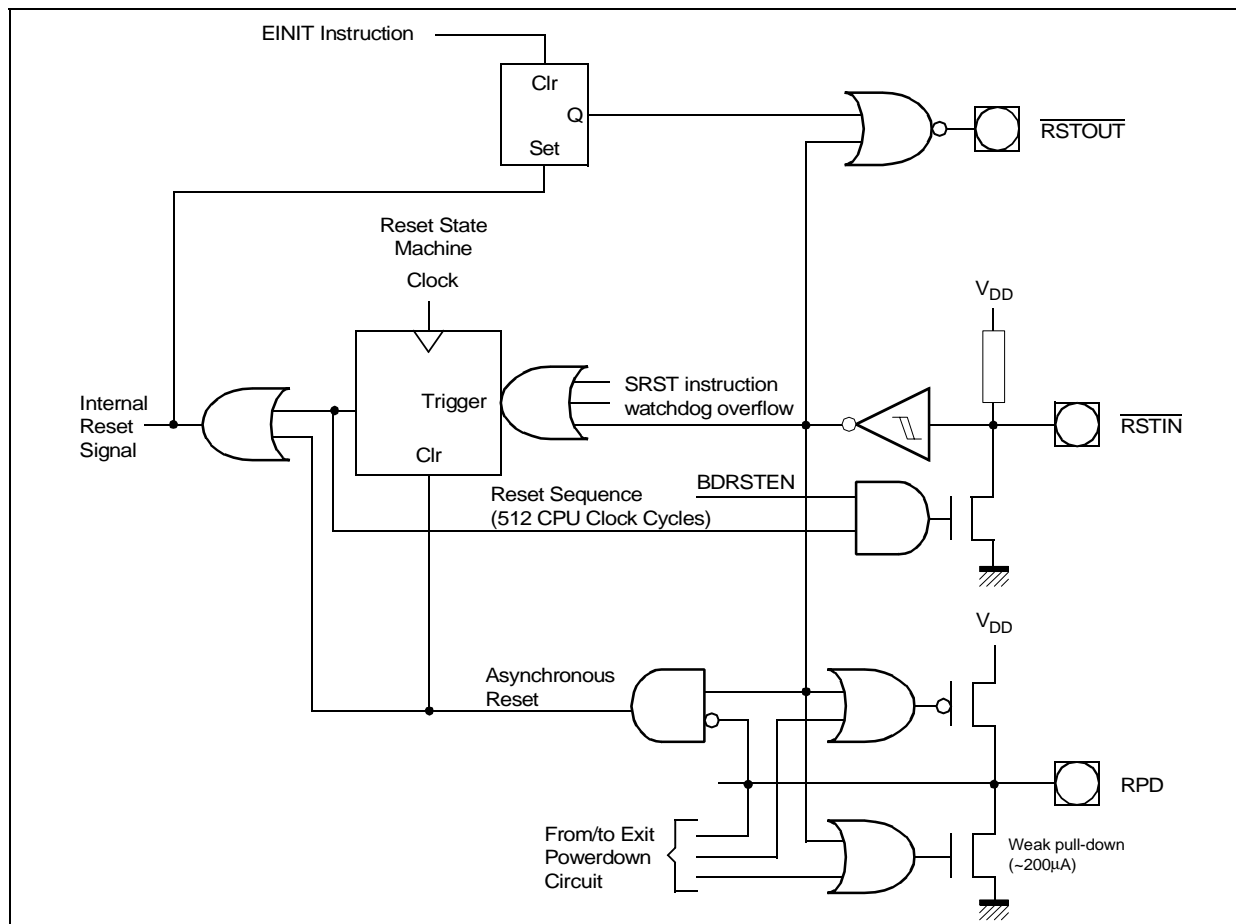 EINIT Instruction
Clr
Q
Set
RSTOUT
Reset State
Machine
Clock
VDD
Trigger
SRST instruction
watchdog overflow
Internal
Reset
Signal
RSTIN
Clr
BDRSTEN
Reset Sequence
(512 CPU Clock Cycles)
VDD
Asynchronous
Reset
RPD
From/to Exit
Powerdown
Circuit
Weak pull-down
(~200µA)